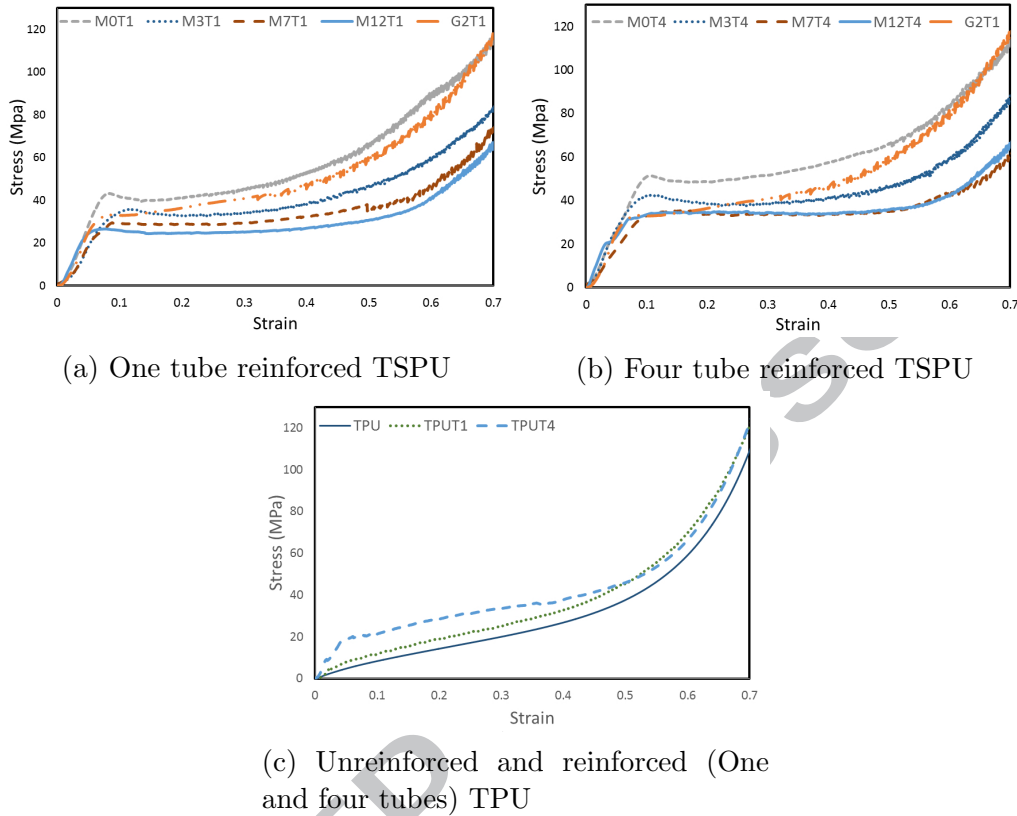 M0T1 M3T1 M7T1 M12T1 G2T1
120
100
80
60
40
20
0
Stress (Mpa)
0 0.1 0.2 0.3 0.4 0.5 0.6 0.7
Strain
(a) One tube reinforced TSPU
M0T4 M3T4 M7T4 M12T4 G2T1
120
100
80
60
40
20
0
Stress (Mpa)
0 0.1 0.2 0.3 0.4 0.5 0.6 0.7
Strain
(b) Four tube reinforced TSPU
TPU TPUT1 TPUT4
120
100
80
60
40
20
0
Stress (MPa)
0 0.1 0.2 0.3 0.4 0.5 0.6 0.7
Strain
(c) Unreinforced and reinforced (One
and four tubes) TPU